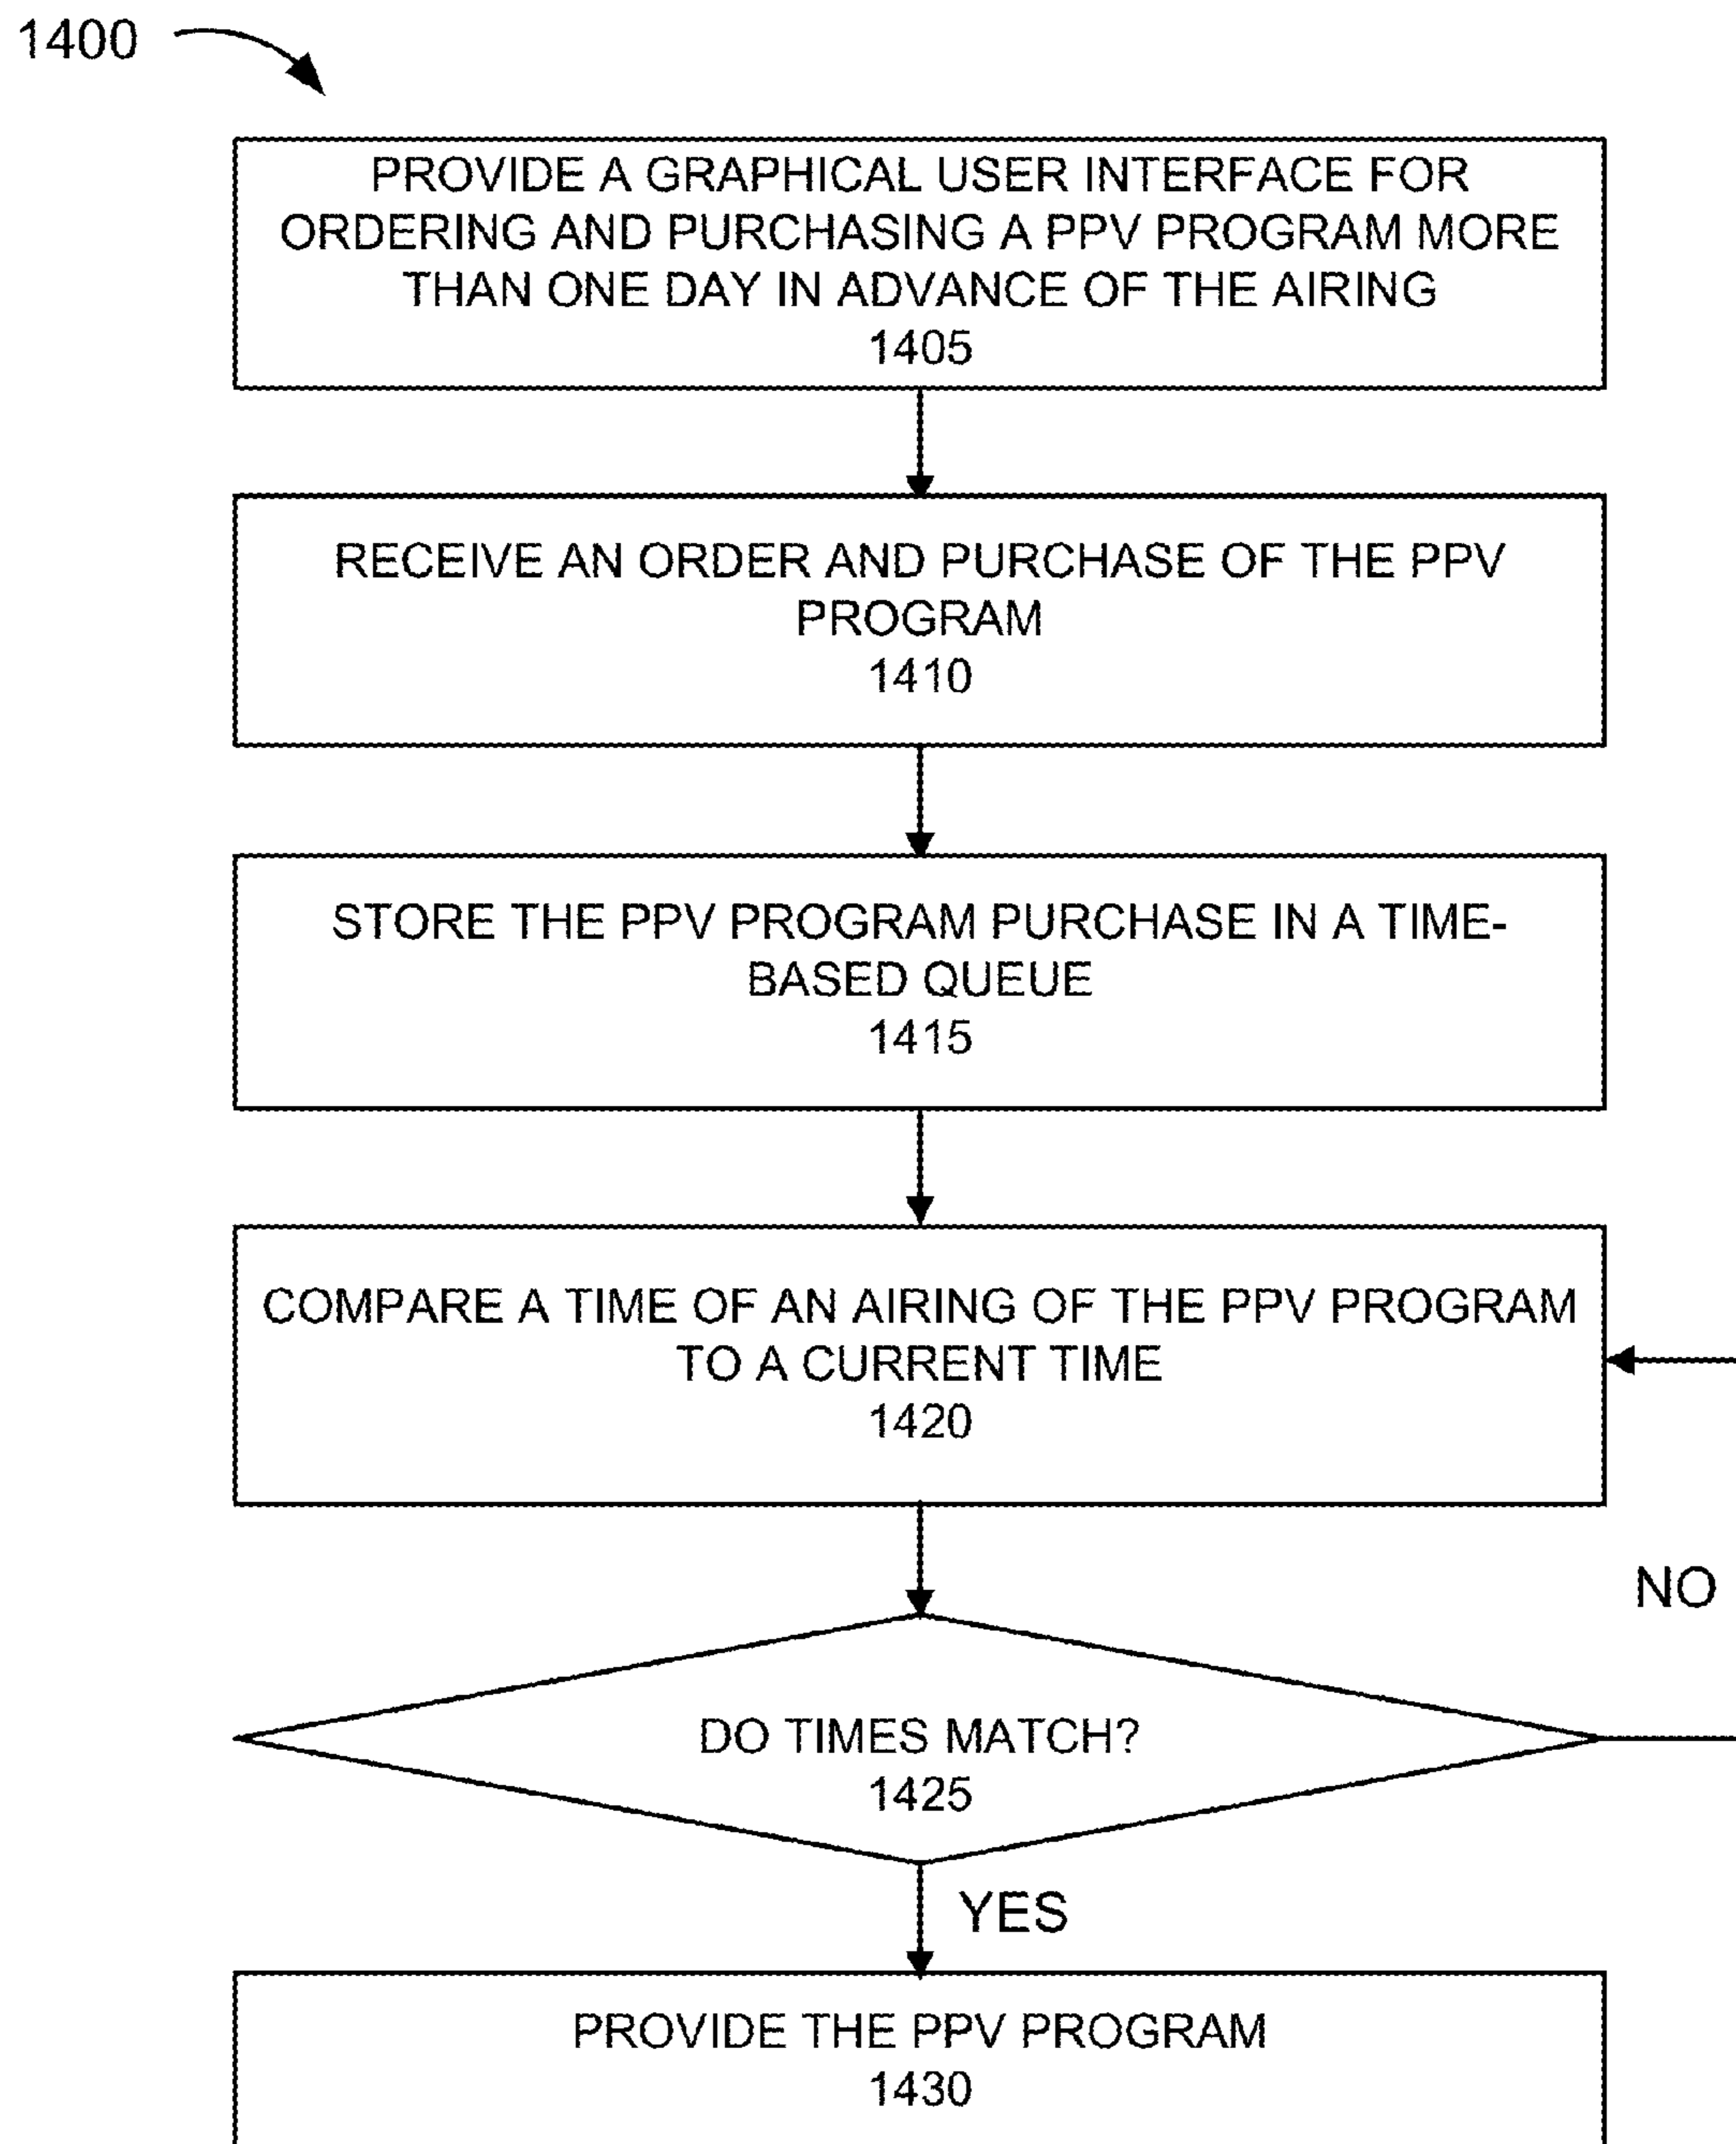 1400
PROVIDE A GRAPHICAL USER INTERFACE FOR
ORDERING AND PURCHASING A PPV PROGRAM MORE
THAN ONE DAY IN ADVANCE OF THE AIRING
1405
RECEIVE AN ORDER AND PURCHASE OF THE PPV
PROGRAM
1410
STORE THE PPV PROGRAM PURCHASE IN A TIME-
BASED QUEUE
1415
COMPARE A TIME OF AN AIRING OF THE PPV PROGRAM
TO A CURRENT TIME
1420
NO
DO TIMES MATCH?
1425
YES
PROVIDE THE PPV PROGRAM
1430